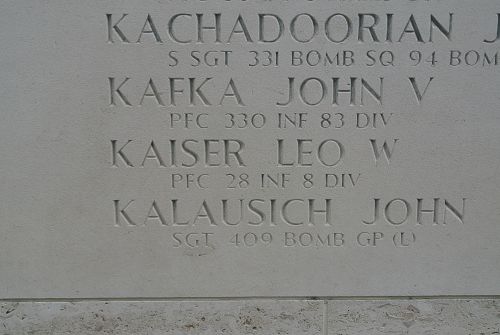 KACHADOORIAN J
S SGT 331 BOMB SQ 94 BOM
KAFKA JOHN V
PFC 330 INF 83 DIV
KAISER LEO W
PFC 28 INF 8 DIV
KALAUSICH JOHN
SGT 409 BOMB GP (L)